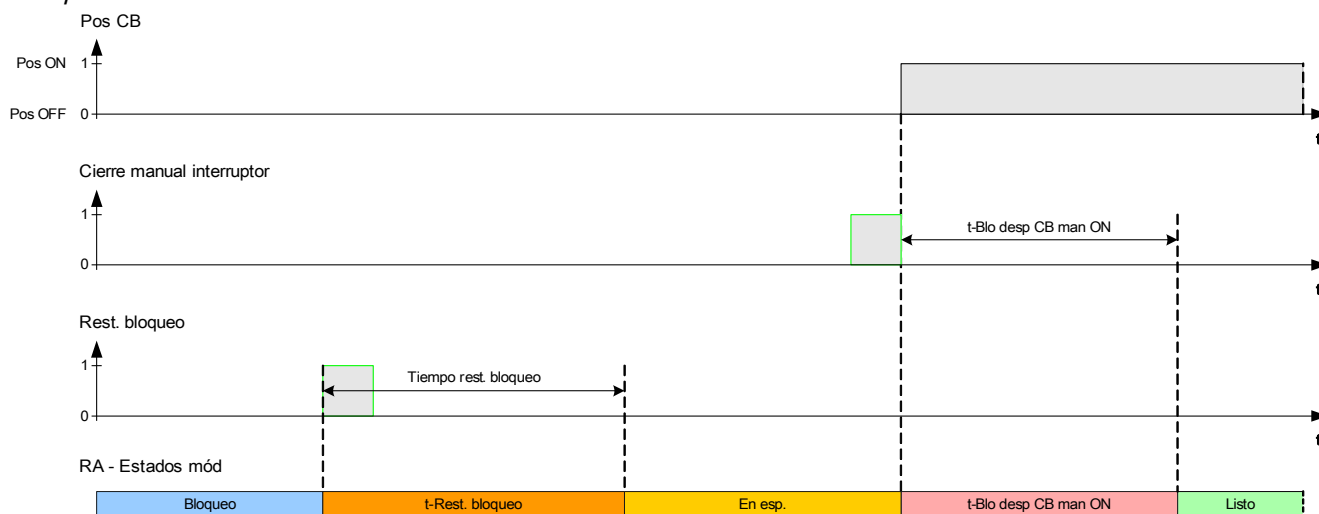 Pos CB
Pos ON 1
Pos OFF 0
t
Cierre manual interruptor
1
t-Blo desp CB man ON
0
t
Rest. bloqueo
1
Tiempo rest. bloqueo
0
t
RA - Estados mód
Bloqueo t-Rest. bloqueo En esp. t-Blo desp CB man ON Listo